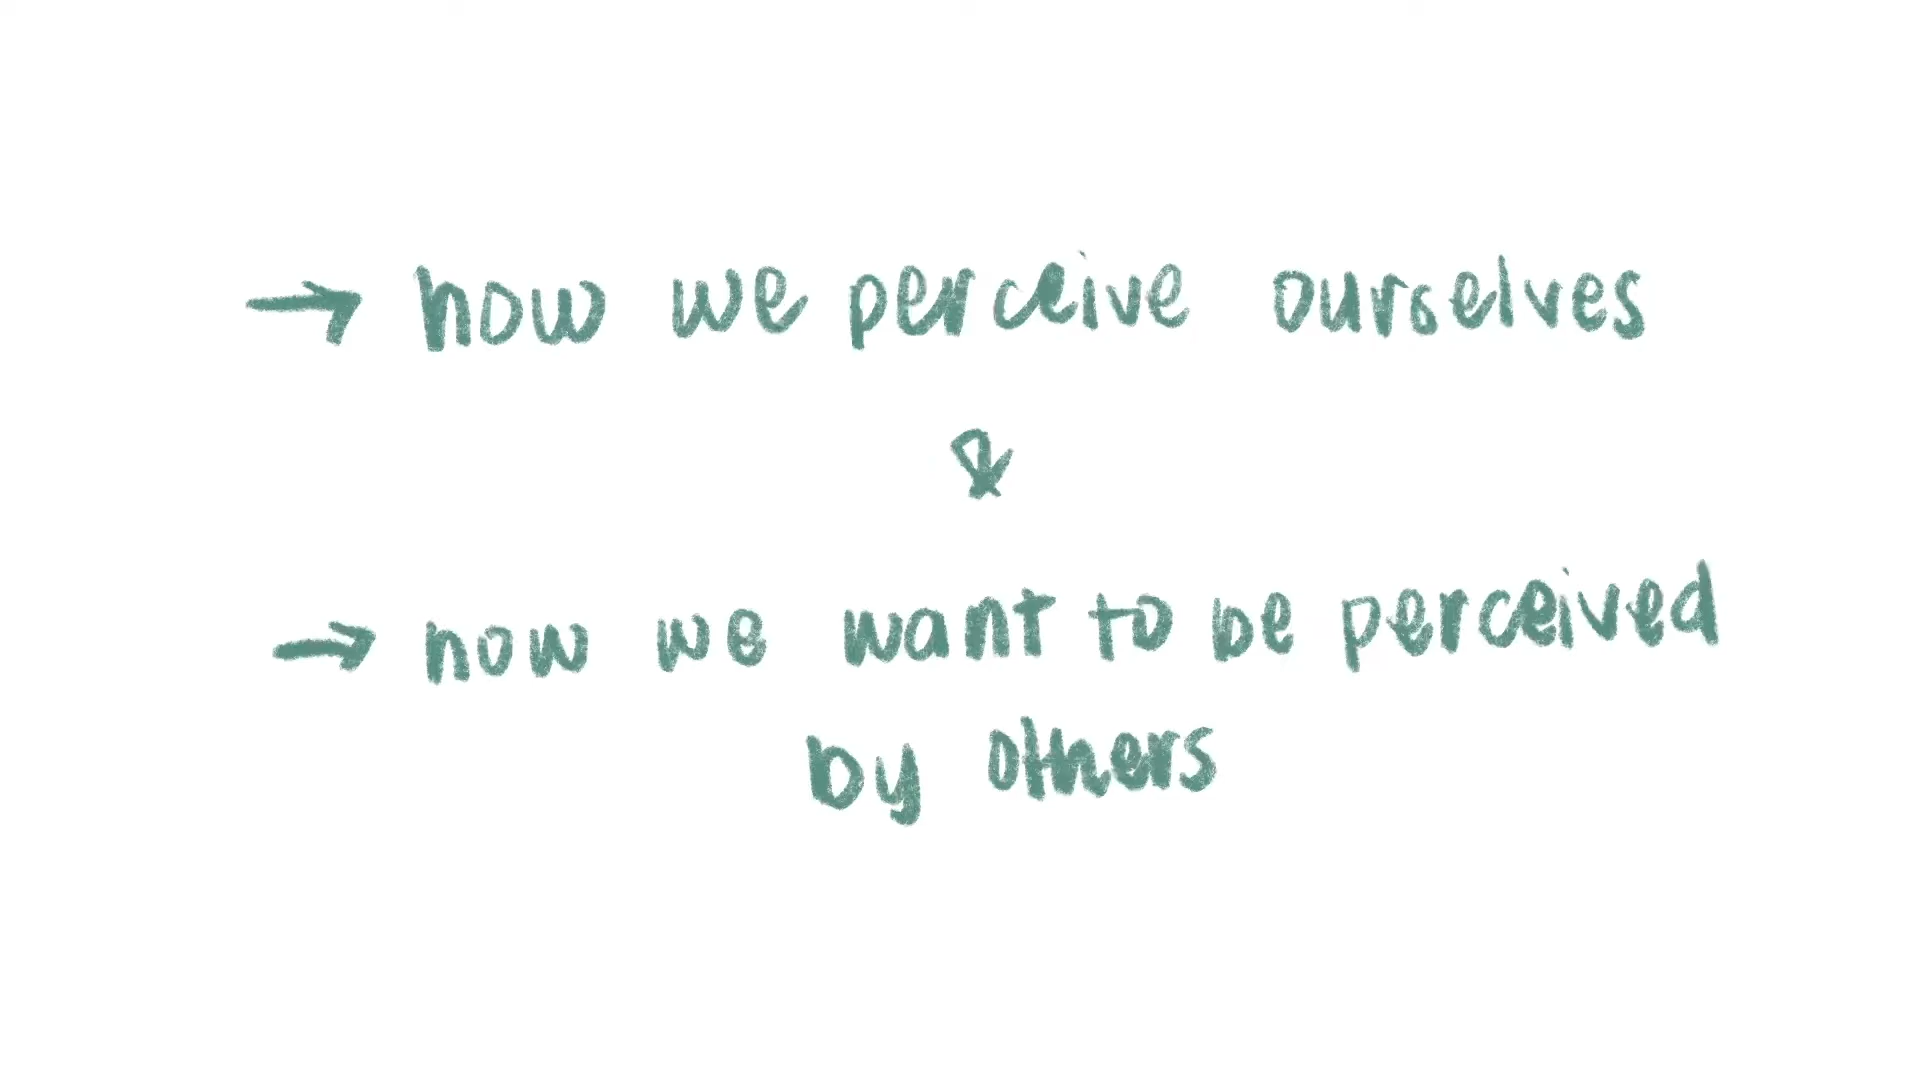 → how we perceive ourselves
&
→ how we want to be perceived
by others